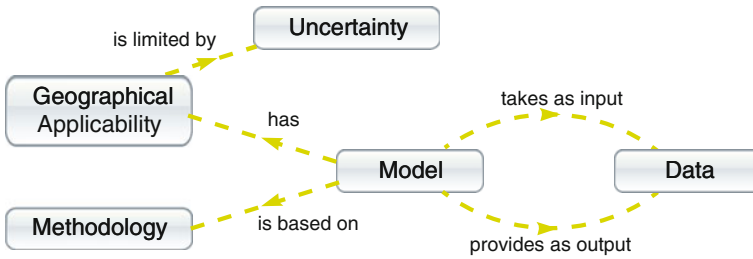 Uncertainty
is limited by
Geographical
Applicability
takes as input
has
Model
Data
Methodology
is based on
provides as output